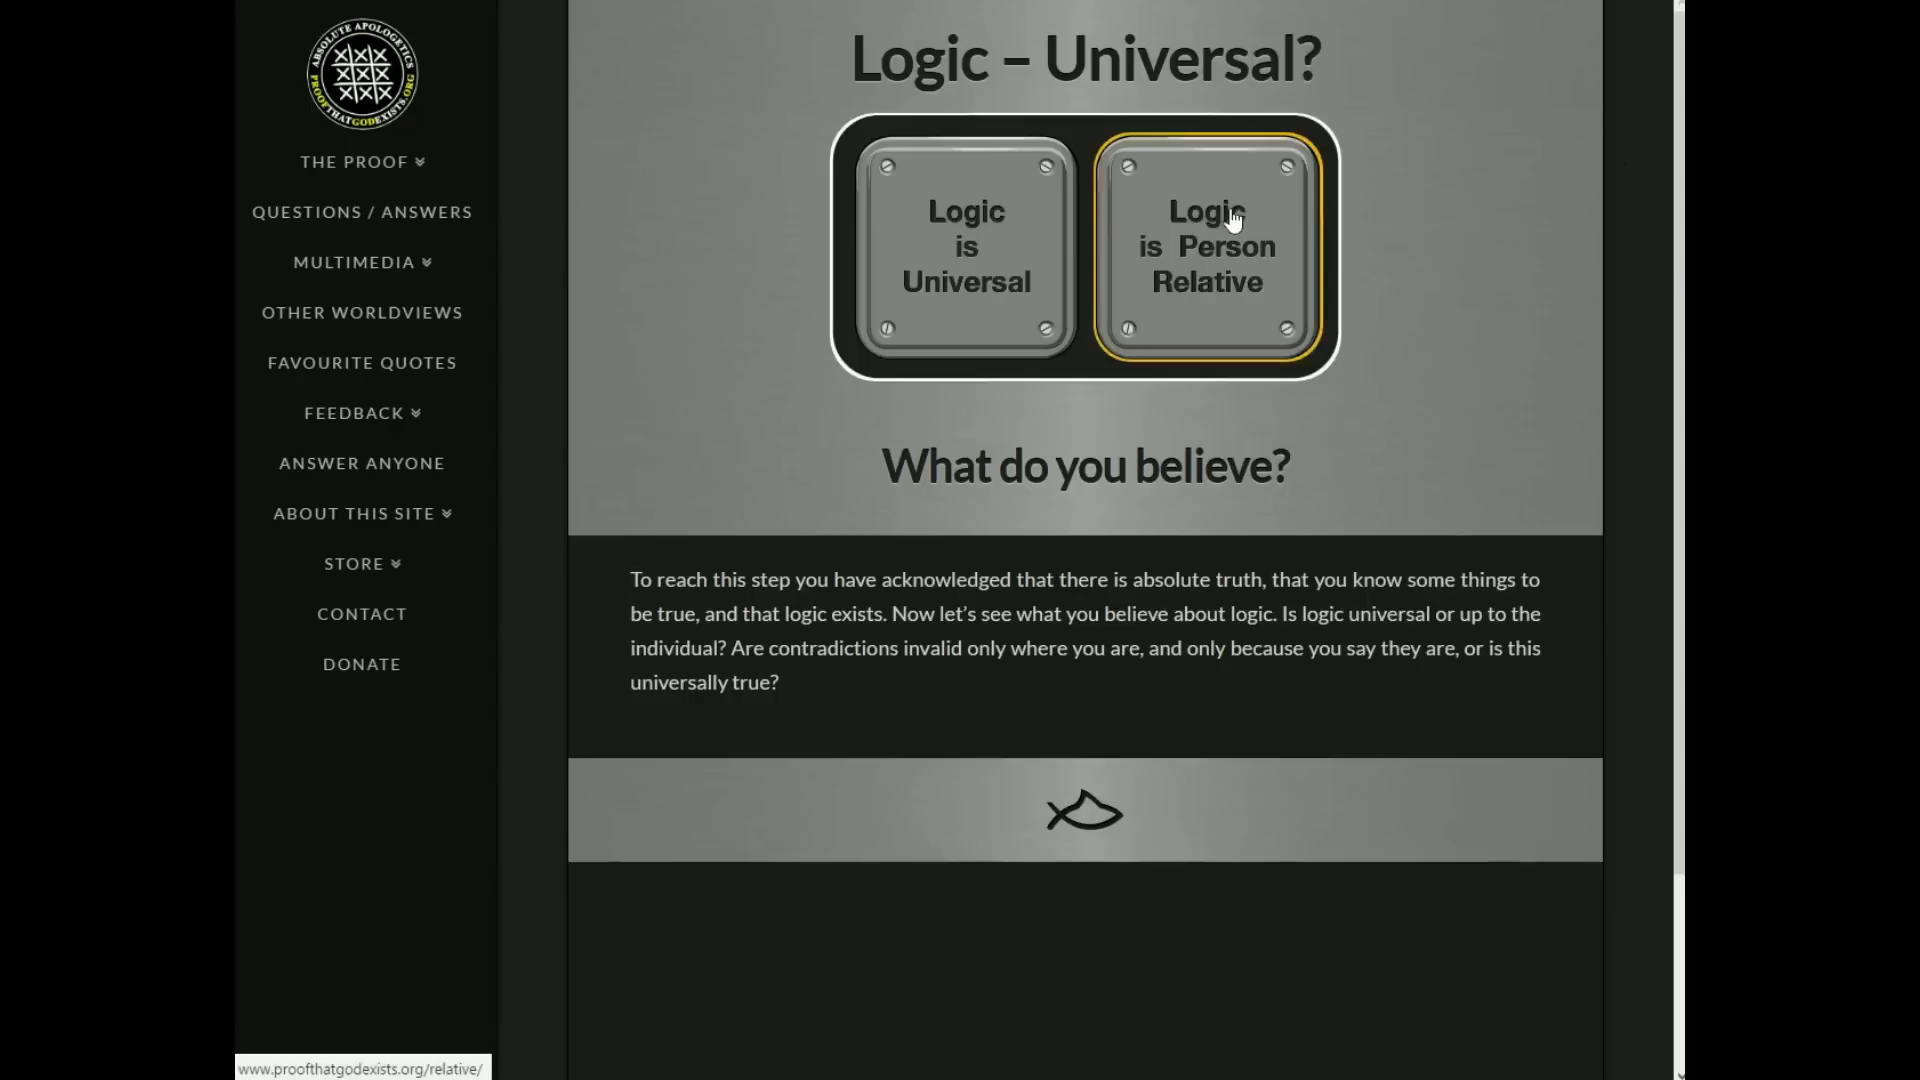 ABSOLUTE APOLOGETICS
PROOFTHATGODEXISTS.ORG
THE PROOF
QUESTIONS / ANSWERS
MULTIMEDIA
OTHER WORLDVIEWS
FAVOURITE QUOTES
FEEDBACK
ANSWER ANYONE
ABOUT THIS SITE
STORE
CONTACT
DONATE
Logic – Universal?
Logic
is
Universal
Logic
is Person
Relative
What do you believe?
To reach this step you have acknowledged that there is absolute truth, that you know some things to
be true, and that logic exists. Now let’s see what you believe about logic. Is logic universal or up to the
individual? Are contradictions invalid only where you are, and only because you say they are, or is this
universally true?
www.proofthatgodexists.org/relative/